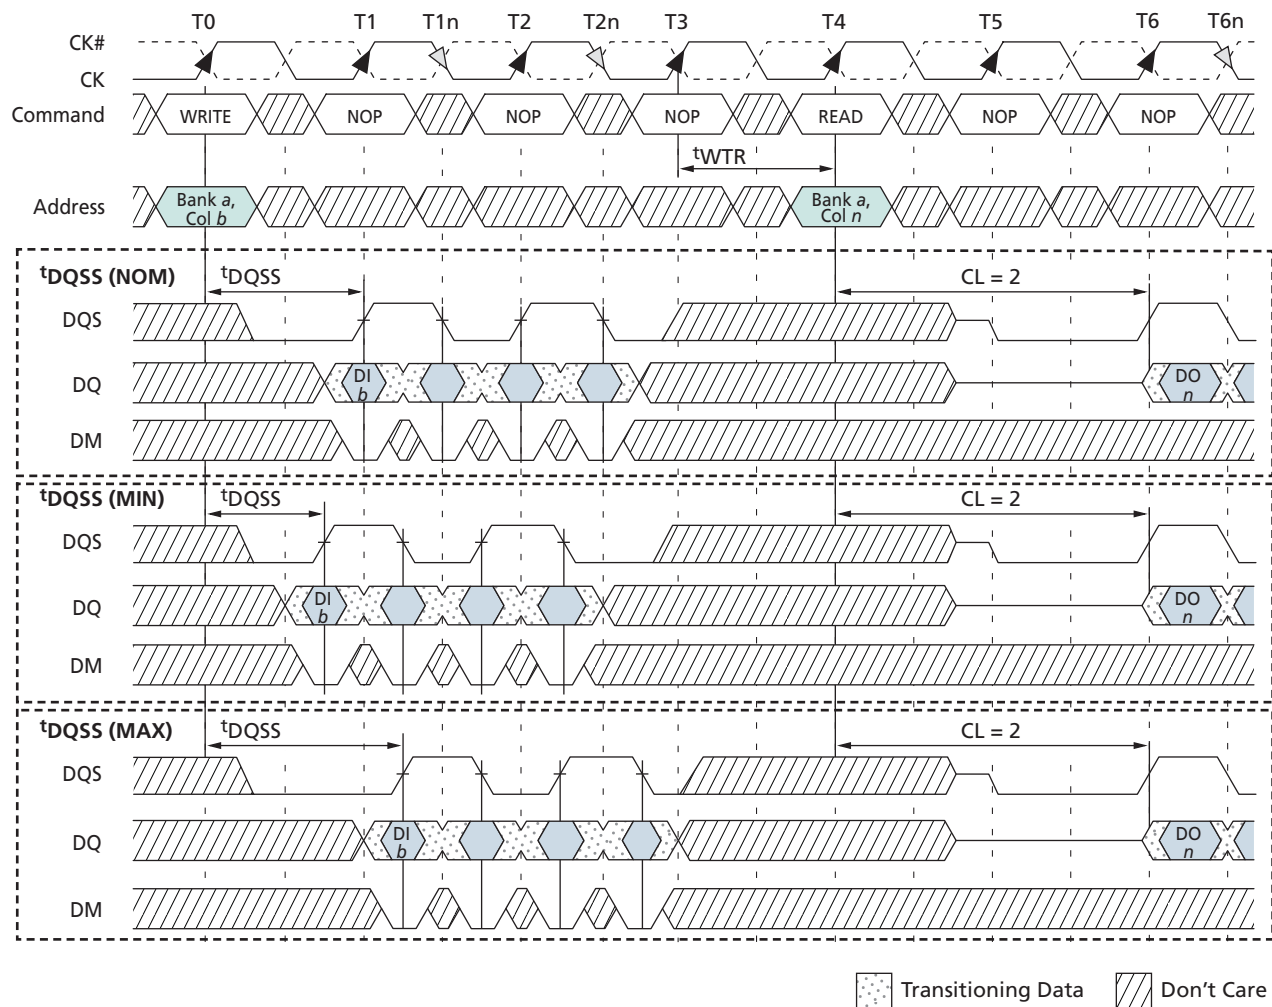 T0 T1 T1n T2 T2n T3 T4 T5 T6 T6n
CK#
CK
Command WRITE NOP NOP NOP READ NOP NOP
tWTR
Address Bank a, Col b Bank a, Col n
tDQSS (NOM) tDQSS CL = 2
DQS
DQ DI b DO n
DM
tDQSS (MIN) tDQSS CL = 2
DQS
DQ DI b DO n
DM
tDQSS (MAX) tDQSS CL = 2
DQS
DQ DI b DO n
DM
Transitioning Data Don't Care